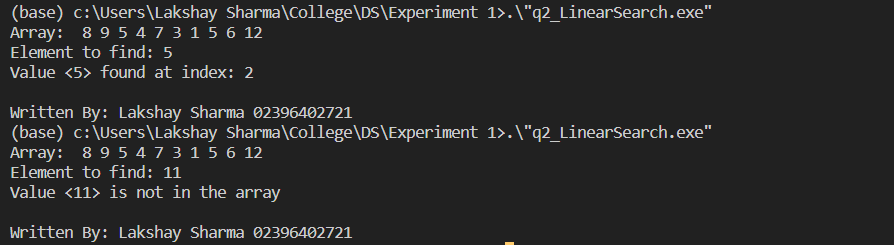 (base) c:\Users\Lakshay Sharma\College\DS\Experiment 1>.\"q2_LinearSearch.exe"
Array:  8 9 5 4 7 3 1 5 6 12
Element to find: 5
Value <5> found at index: 2

Written By: Lakshay Sharma 02396402721
(base) c:\Users\Lakshay Sharma\College\DS\Experiment 1>.\"q2_LinearSearch.exe"
Array:  8 9 5 4 7 3 1 5 6 12
Element to find: 11
Value <11> is not in the array

Written By: Lakshay Sharma 02396402721